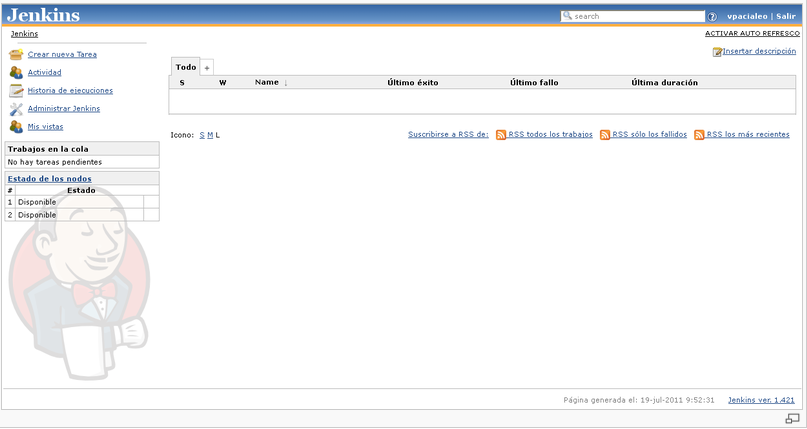 Jenkins
search
vpacialeo | Salir
Jenkins
ACTIVAR AUTO REFRESCO
Crear nueva Tarea
Actividad
Historia de ejecuciones
Administrar Jenkins
Mis vistas
Trabajos en la cola
No hay tareas pendientes
Estado de los nodos
# Estado
1 Disponible
2 Disponible
Insertar descripción
Todo +
S W Name ↓ Último éxito Último fallo Última duración
Icono: S M L
Suscribirse a RSS de: RSS todos los trabajos RSS sólo los fallidos RSS los más recientes
Página generada el: 19-jul-2011 9:52:31 Jenkins ver. 1.421